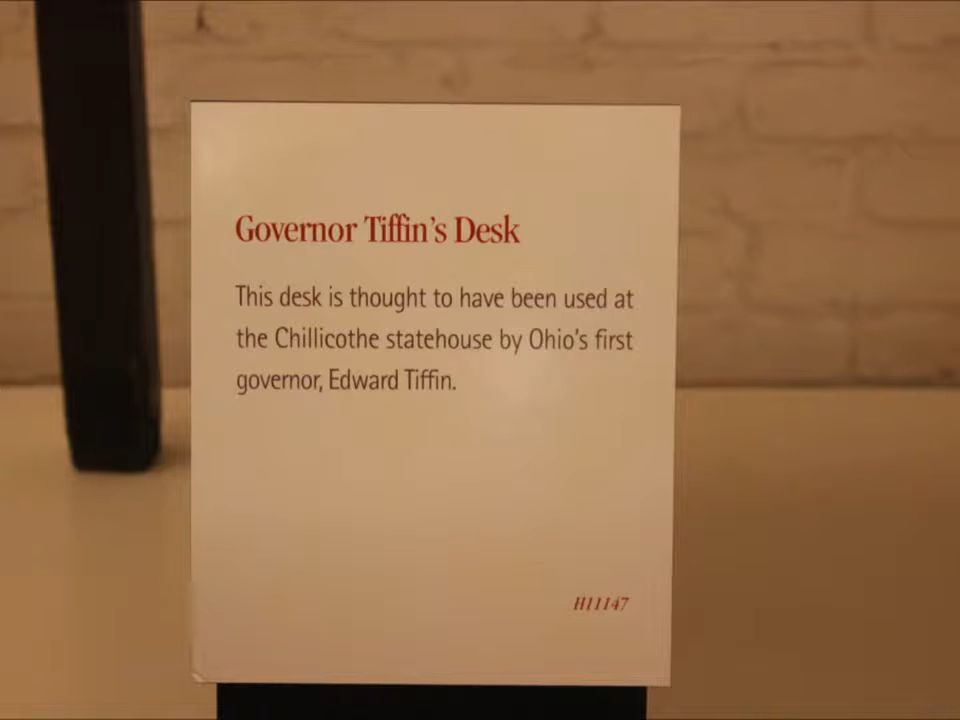 Governor Tiffin's Desk
This desk is thought to have been used at
the Chillicothe statehouse by Ohio's first
governor, Edward Tiffin.
H11147